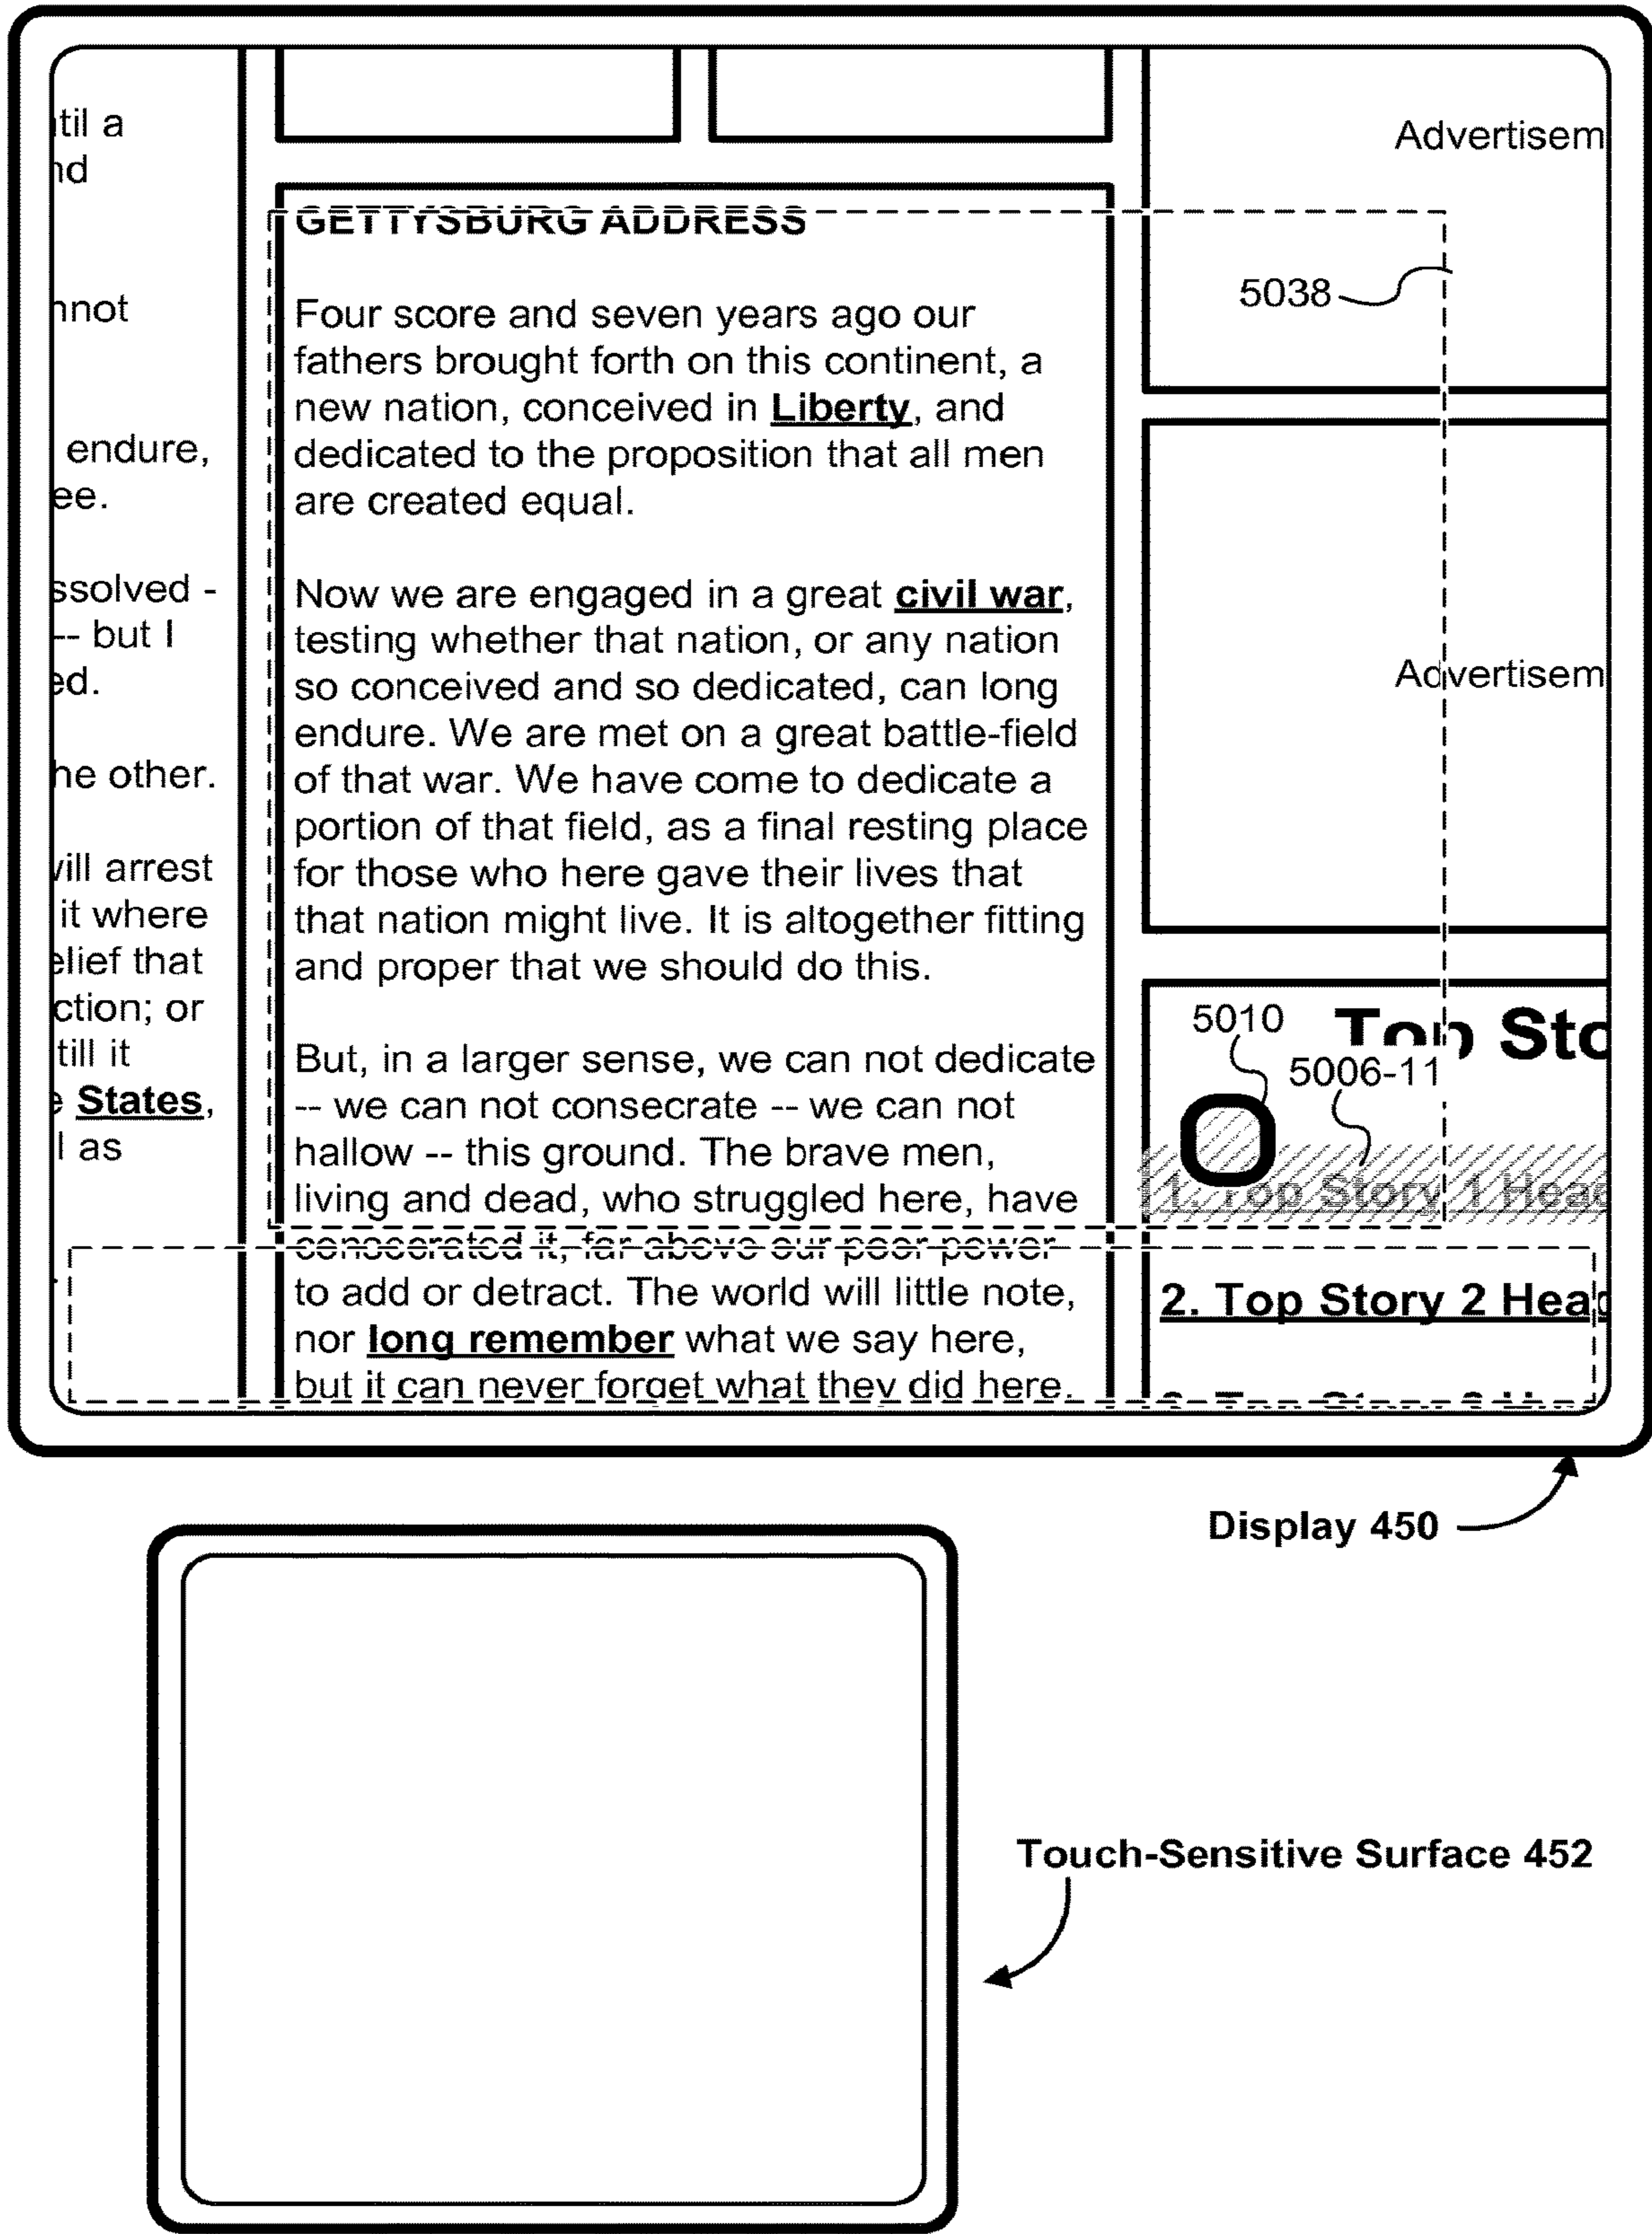 til a
nd
nnot
endure,
ee.
ssolved -
-- but I
ed.
he other.
vill arrest
it where
elief that
ction; or
till it
e States,
l as
GETTYSBURG ADDRESS
Four score and seven years ago our
fathers brought forth on this continent, a
new nation, conceived in Liberty, and
dedicated to the proposition that all men
are created equal.
Now we are engaged in a great civil war,
testing whether that nation, or any nation
so conceived and so dedicated, can long
endure. We are met on a great battle-field
of that war. We have come to dedicate a
portion of that field, as a final resting place
for those who here gave their lives that
that nation might live. It is altogether fitting
and proper that we should do this.
But, in a larger sense, we can not dedicate
-- we can not consecrate -- we can not
hallow -- this ground. The brave men,
living and dead, who struggled here, have
consecrated it, far above our poor power
to add or detract. The world will little note,
nor long remember what we say here,
but it can never forget what they did here.
Advertisem
5038
Advertisem
5010
Top Sto
5006-11
1. Top Story 1 Head
2. Top Story 2 Head
Display 450
Touch-Sensitive Surface 452